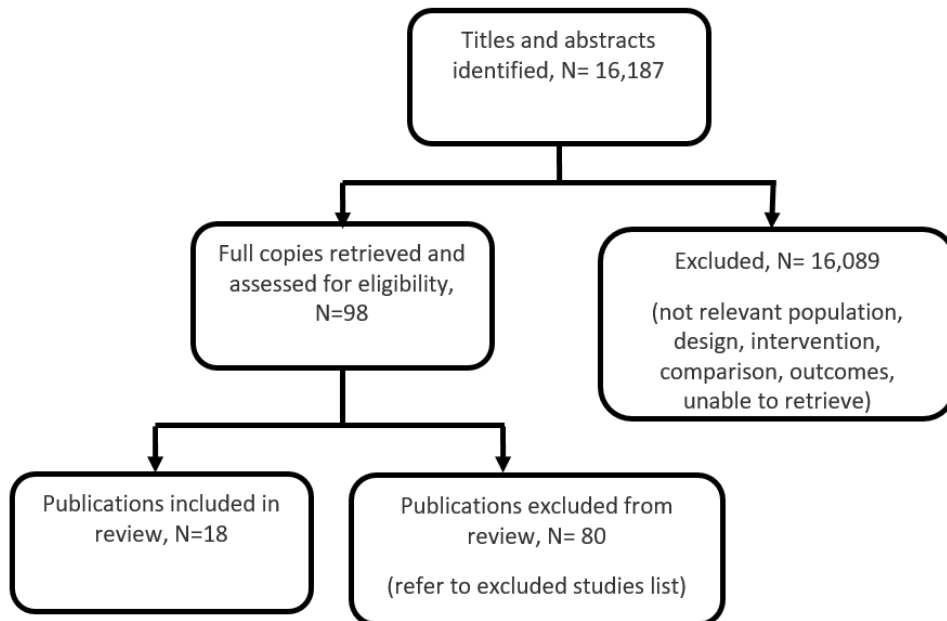 Titles and abstracts
identified, N= 16,187
Full copies retrieved and
assessed for eligibility,
N=98
Excluded, N= 16,089
(not relevant population,
design, intervention,
comparison, outcomes,
unable to retrieve)
Publications included in
review, N=18
Publications excluded from
review, N= 80
(refer to excluded studies list)